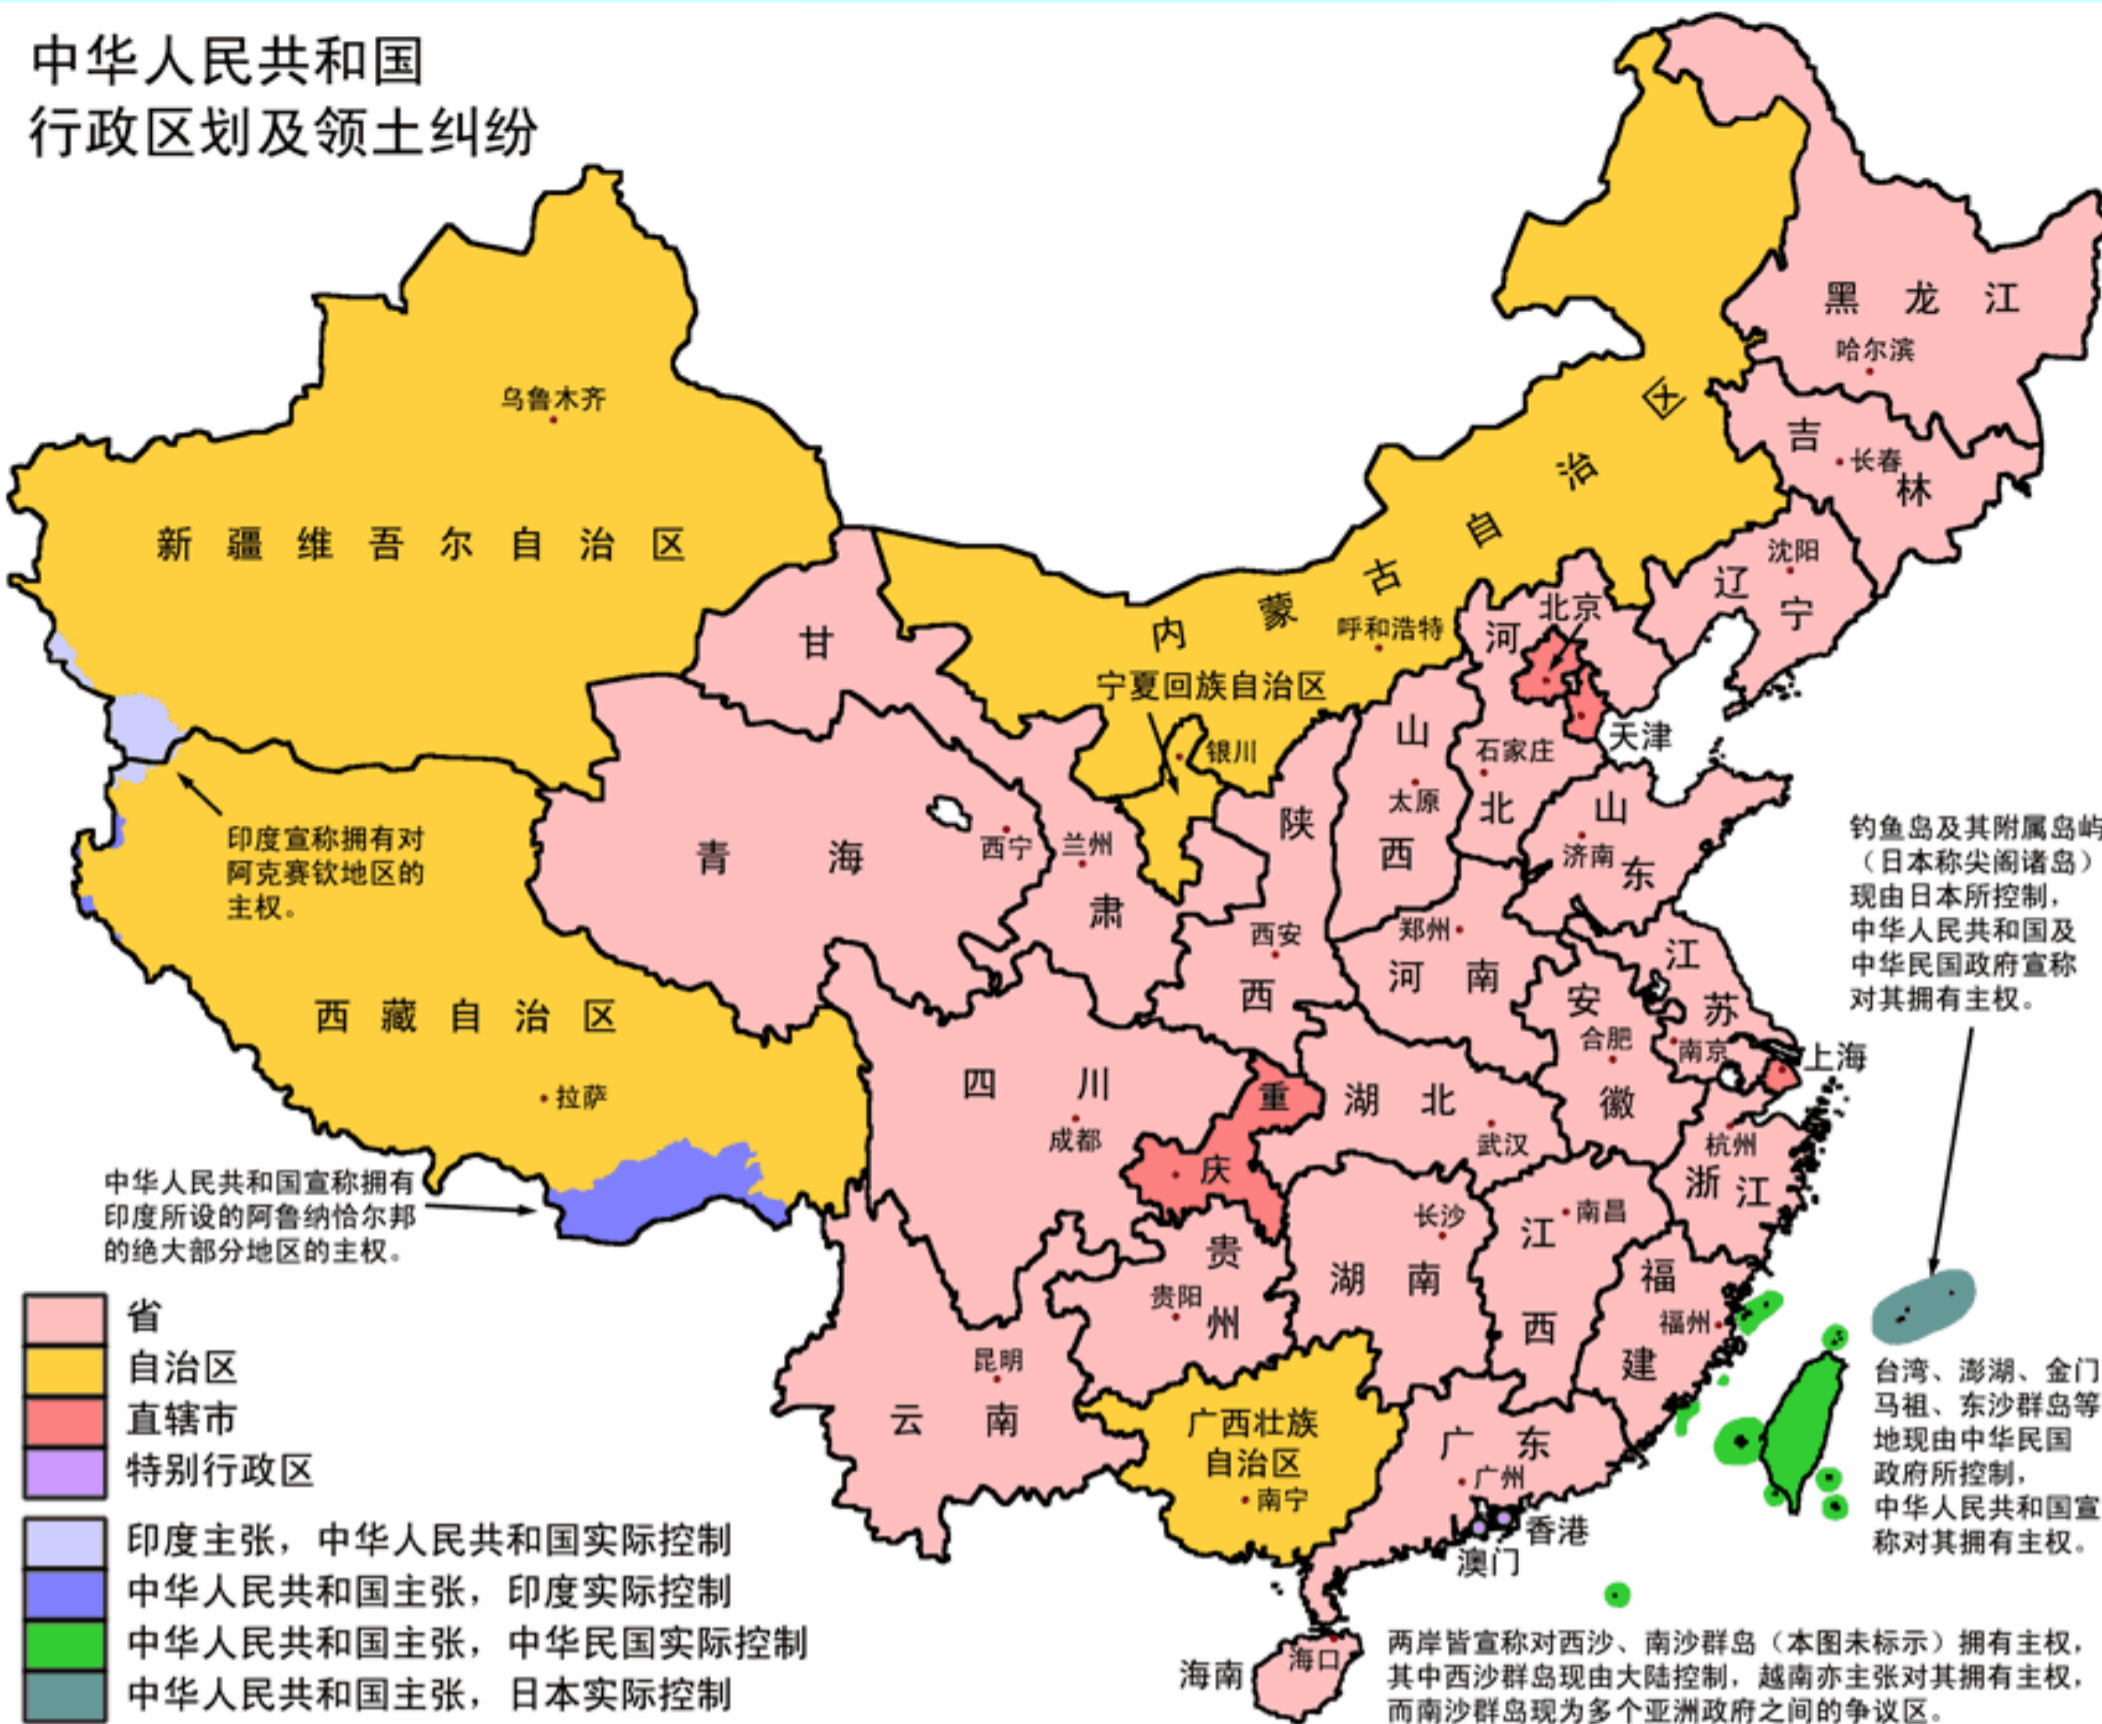 中华人民共和国
行政区划及领土纠纷
黑龙江
哈尔滨
乌鲁木齐
区
吉
长春
林
治
新疆维吾尔自治区
自
沈阳
辽
宁
古
蒙
内
呼和浩特
北京
河
甘
宁夏回族自治区
山
天津
银川
石家庄
太原
北
陕
山
济南
东
西
印度宣称拥有对
阿克赛钦地区的
主权。
青海
西宁
兰州
肃
钓鱼岛及其附属岛屿
（日本称尖阁诸岛）
现由日本所控制，
中华人民共和国及
中华民国政府宣称
对其拥有主权。
西安
西
郑州
河南
江
苏
安
合肥
徽
南京
上海
西藏自治区
拉萨
四川
成都
重
庆
湖北
武汉
杭州
浙江
中华人民共和国宣称拥有
印度所设的阿鲁纳恰尔邦
的绝大部分地区的主权。
长沙
湖南
南昌
江
西
贵
贵阳
州
福
福州
建
昆明
云南
广西壮族
自治区
南宁
广东
广州
香港
澳门
台湾、澎湖、金门
马祖、东沙群岛等
地现由中华民国
政府所控制，
中华人民共和国宣
称对其拥有主权。
省
自治区
直辖市
特别行政区
印度主张，中华人民共和国实际控制
中华人民共和国主张，印度实际控制
中华人民共和国主张，中华民国实际控制
中华人民共和国主张，日本实际控制
海南
海口
两岸皆宣称对西沙、南沙群岛（本图未标示）拥有主权，
其中西沙群岛现由大陆控制，越南亦主张对其拥有主权，
而南沙群岛现为多个亚洲政府之间的争议区。